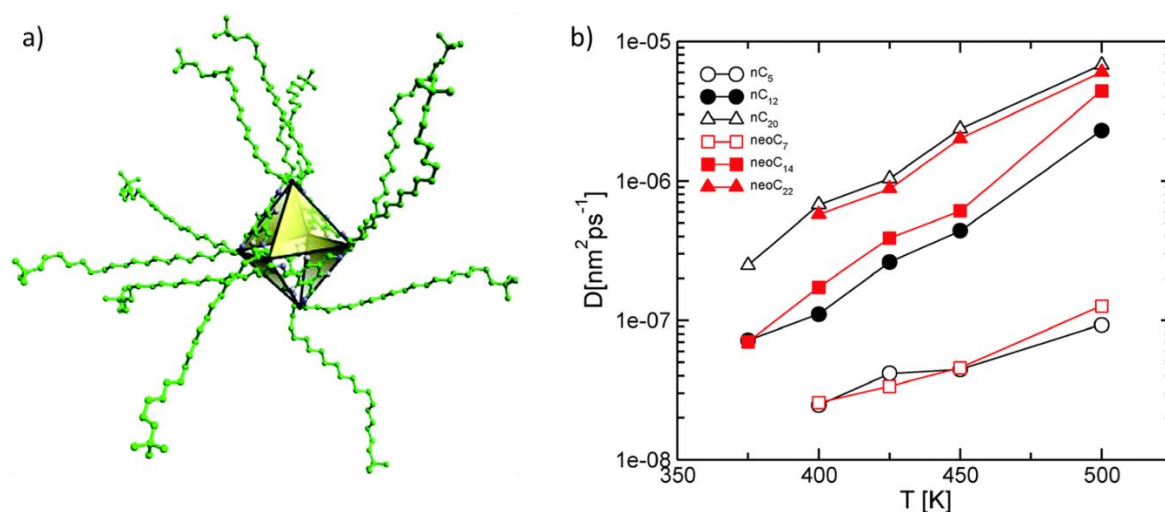 a)
b)
1e-05
1e-06
1e-07
1e-08
D[nm²ps⁻¹]
nC₅
nC₁₂
nC₂₀
neoC₇
neoC₁₄
neoC₂₂
350 400 450 500
T [K]